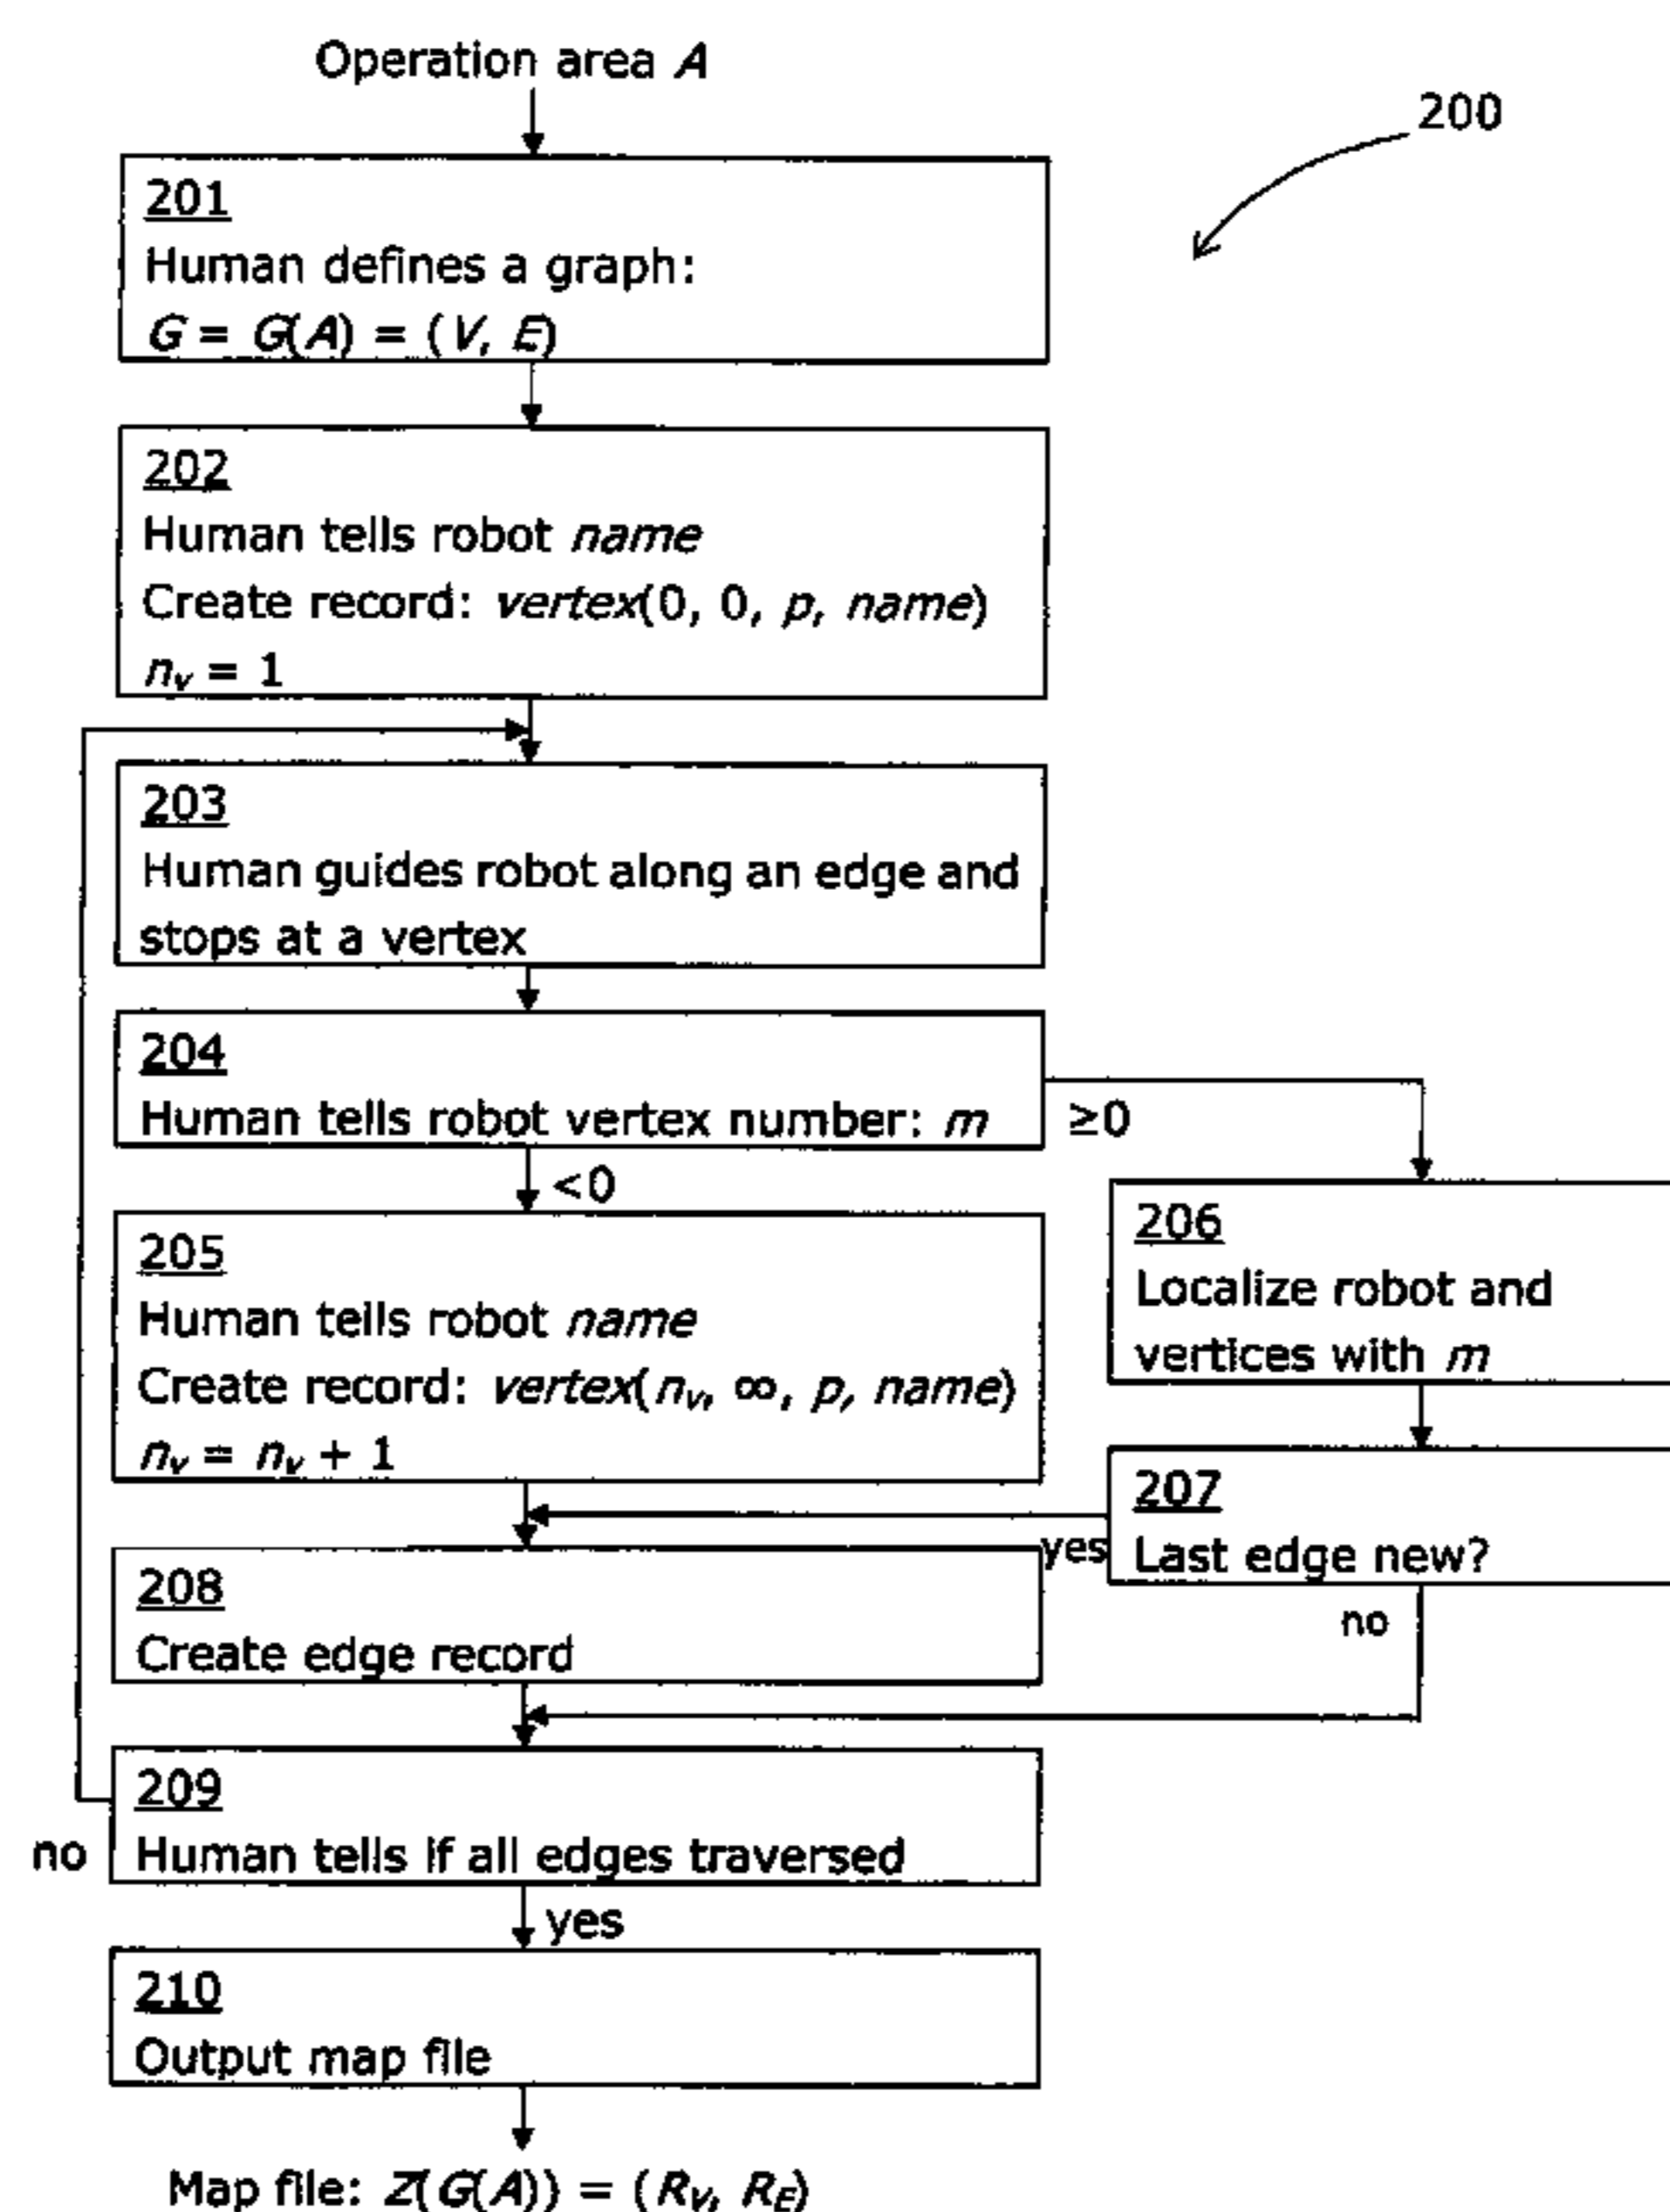 Operation area A
200
201
Human defines a graph:
G = G(A) = (V, E)
202
Human tells robot name
Create record: vertex(0, 0, p, name)
nᵥ = 1
203
Human guides robot along an edge and
stops at a vertex
204
Human tells robot vertex number: m
≥0
<0
205
Human tells robot name
Create record: vertex(nᵥ, ∞, p, name)
nᵥ = nᵥ + 1
206
Localize robot and
vertices with m
207
Last edge new?
yes
no
208
Create edge record
209
Human tells if all edges traversed
no
yes
210
Output map file
Map file: Z(G(A)) = (R_V, R_E)